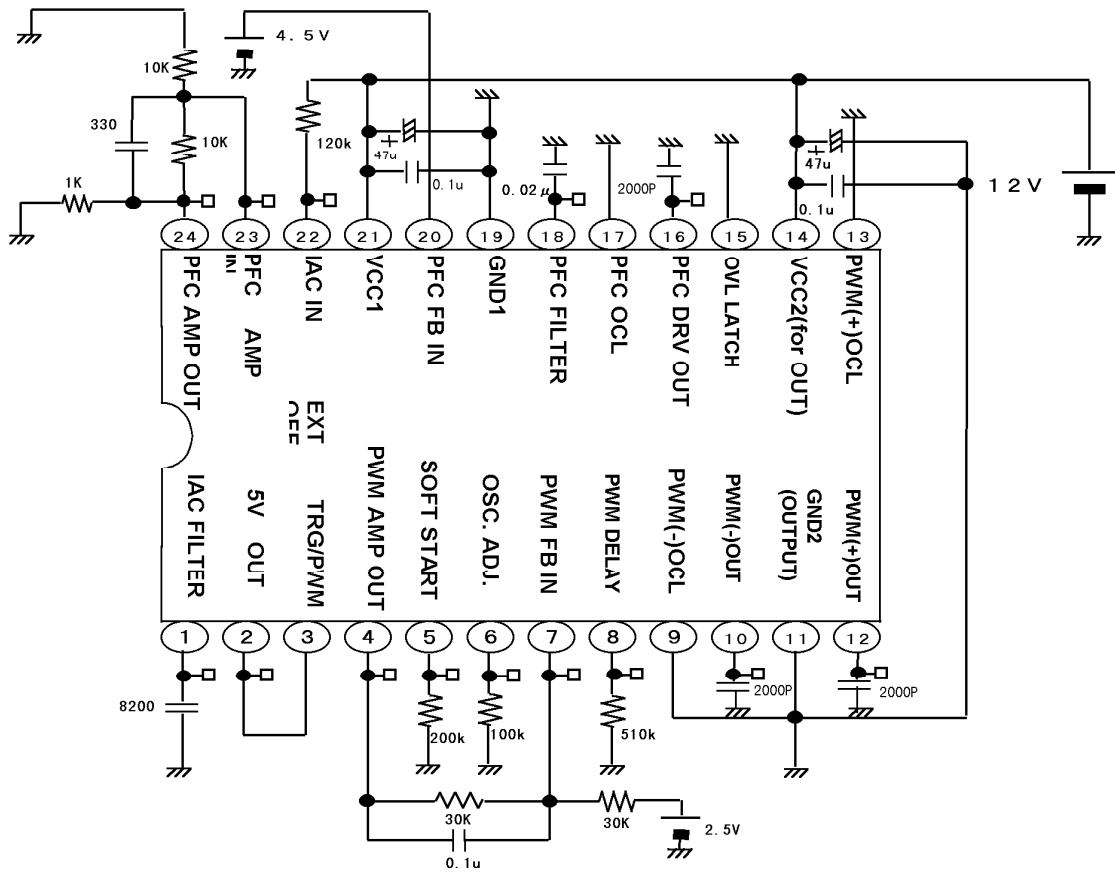 4.5V
10K
330
10K
1K
120k
47u
0.1u
0.02μ
2000P
47u
0.1u
12V
24
23
22
21
20
19
18
17
16
15
14
13
PFC AMP OUT
PFC AMP
IN
IAC IN
VCC1
PFC FB IN
GND1
PFC FILTER
PFC OCL
PFC DRV OUT
OVL LATCH
VCC2(for OUT)
PWM(+)OCL
IAC FILTER
5V OUT
EXT
OFF
TRG/PWM
PWM AMP OUT
SOFT START
OSC. ADJ.
PWM FB IN
PWM DELAY
PWM(-)OCL
PWM(-)OUT
GND2
(OUTPUT)
PWM(+)OUT
1
2
3
4
5
6
7
8
9
10
11
12
8200
200k
100k
510k
2000P
2000P
30K
30K
2.5V
0.1u